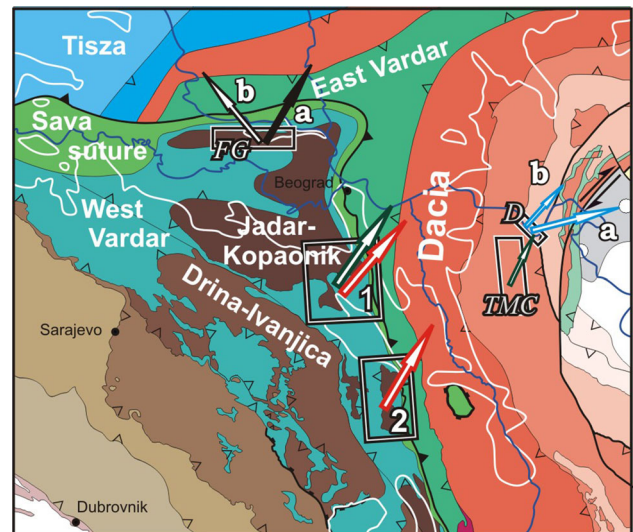 Tisza
East Vardar
b
a
Sava
suture
FG
Beograd
West
Vardar
Jadar-
Kopaonik
Dacia
b
D
a
TMC
1
Drina-Ivanjica
Sarajevo
2
Dubrovnik